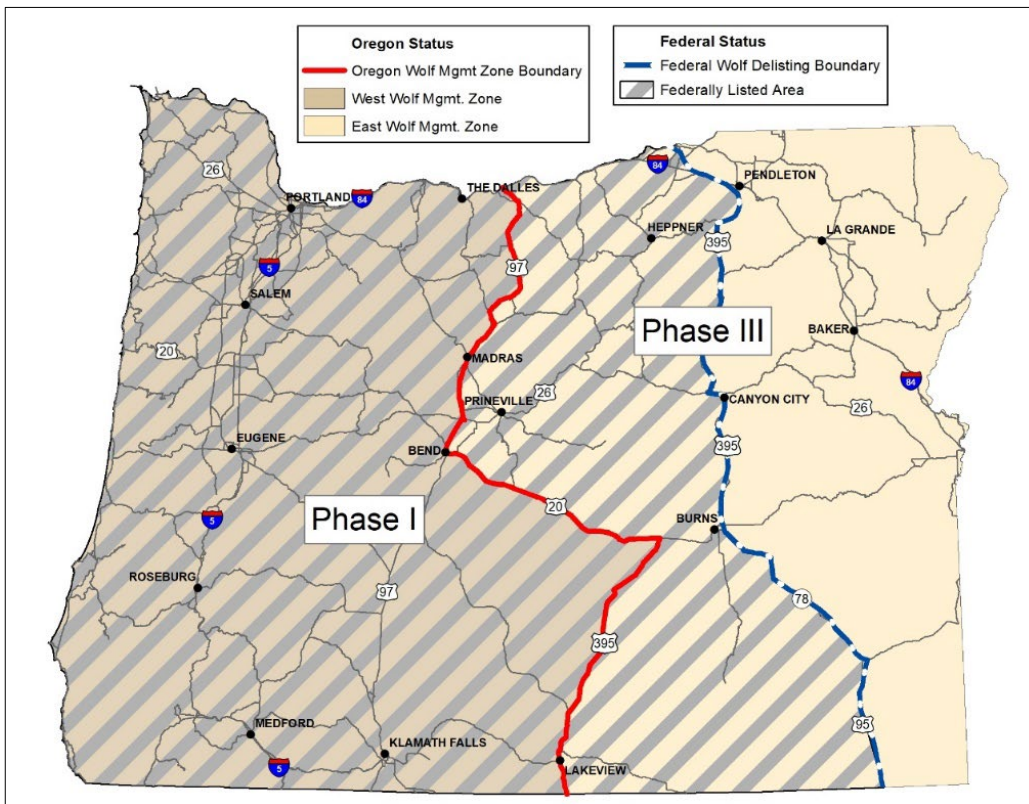 Oregon Status
Oregon Wolf Mgmt Zone Boundary
West Wolf Mgmt. Zone
East Wolf Mgmt. Zone
Federal Status
Federal Wolf Delisting Boundary
Federally Listed Area
26
PORTLAND
84
THE DALLES
84
PENDLETON
HEPPNER
LA GRANDE
395
97
5
SALEM
Phase III
BAKER
20
MADRAS
84
26
PRINEVILLE
CANYON CITY
26
EUGENE
BEND
395
20
BURNS
Phase I
5
ROSEBURG
97
78
395
95
MEDFORD
KLAMATH FALLS
5
LAKEVIEW